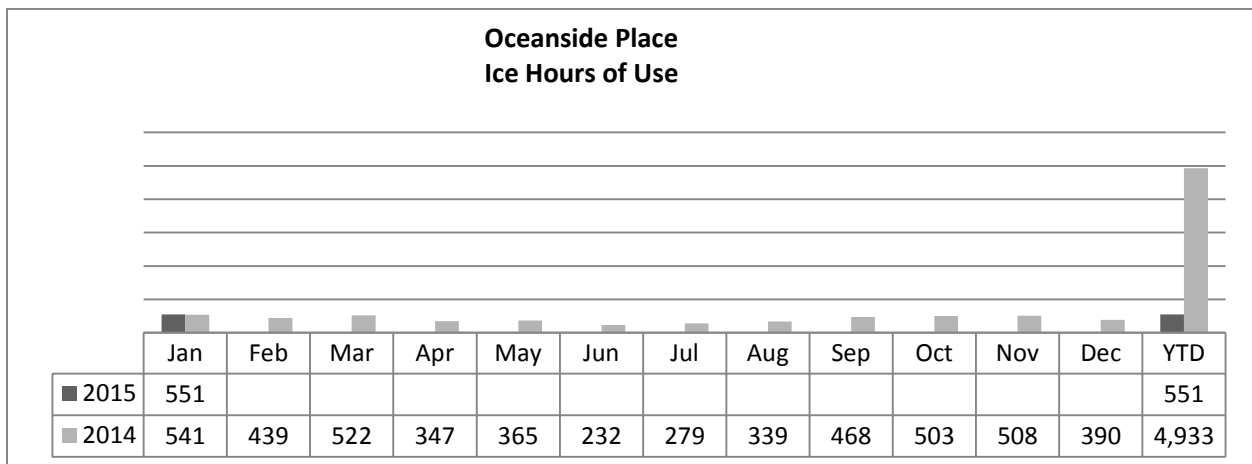 Oceanside Place
Ice Hours of Use
Jan Feb Mar Apr May Jun Jul Aug Sep Oct Nov Dec YTD
2015 551 551
2014 541 439 522 347 365 232 279 339 468 503 508 390 4,933